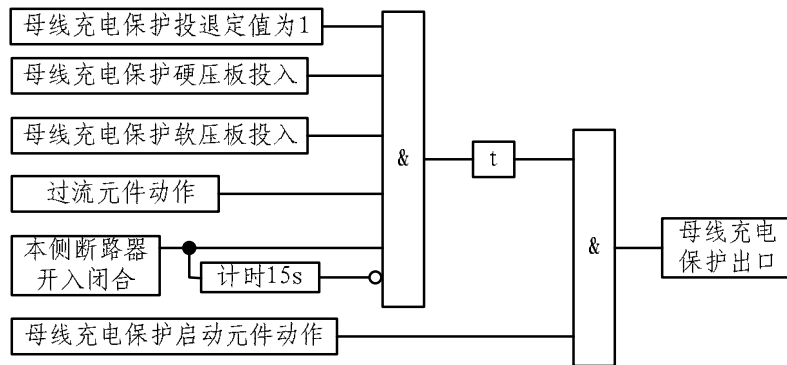 母线充电保护投退定值为1
母线充电保护硬压板投入
母线充电保护软压板投入
&
t
过流元件动作
本侧断路器
开入闭合
计时15s
&
母线充电
保护出口
母线充电保护启动元件动作